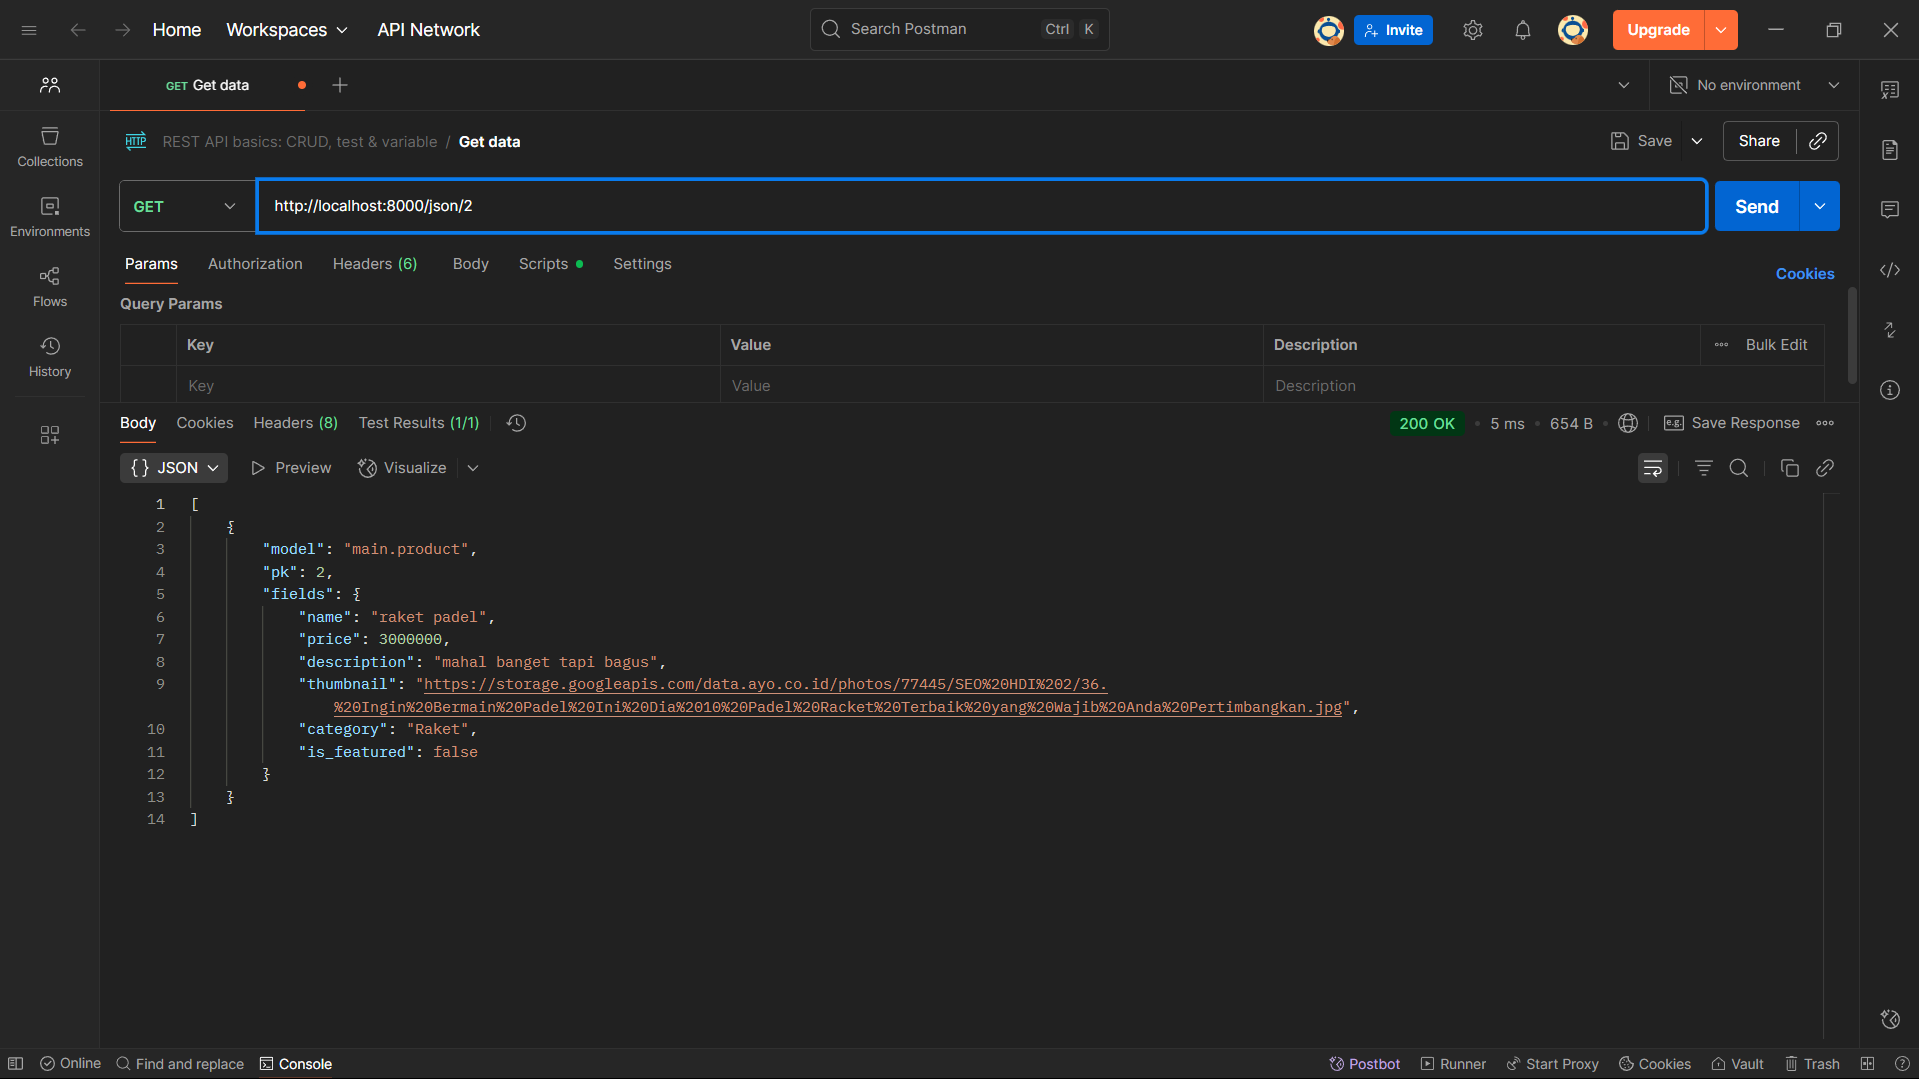 Home Workspaces API Network Search Postman Ctrl K Invite Upgrade
GET Get data No environment
HTTP REST API basics: CRUD, test & variable / Get data Save Share
GET http://localhost:8000/json/2 Send
Collections
Environments
Flows
History
Params Authorization Headers (6) Body Scripts Settings Cookies
Query Params
Key Value Description Bulk Edit
Key Value Description
Body Cookies Headers (8) Test Results (1/1) 200 OK 5 ms 654 B e.g. Save Response
{} JSON Preview Visualize
1 [
2 {
3 "model": "main.product",
4 "pk": 2,
5 "fields": {
6 "name": "raket padel",
7 "price": 3000000,
8 "description": "mahal banget tapi bagus",
9 "thumbnail": "https://storage.googleapis.com/data.ayo.co.id/photos/77445/SEO%20HDI%202/36.
%20Ingin%20Bermain%20Padel%20Ini%20Dia%2010%20Padel%20Racket%20Terbaik%20yang%20Wajib%20Anda%20Pertimbangkan.jpg",
10 "category": "Raket",
11 "is_featured": false
12 }
13 }
14 ]
Online Find and replace Console Postbot Runner Start Proxy Cookies Vault Trash